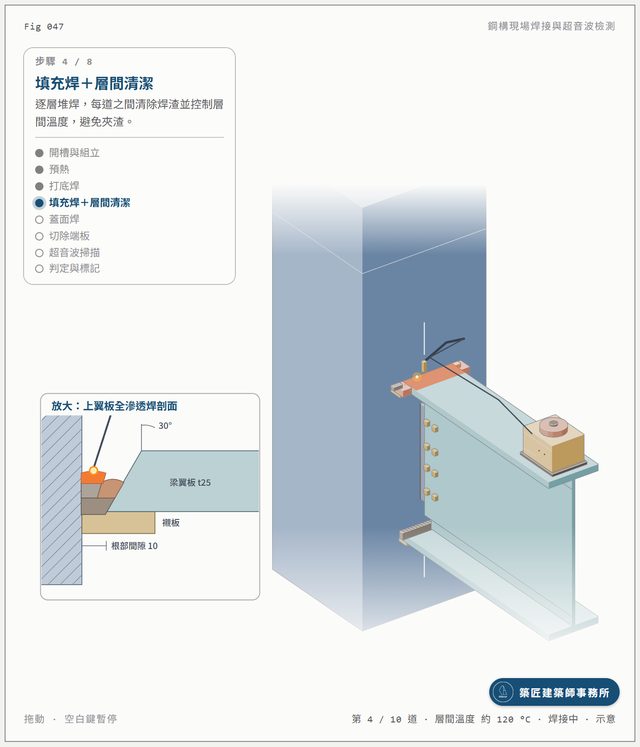 Fig 047
鋼構現場焊接與超音波檢測
步驟 4 / 8
填充焊＋層間清潔
逐層堆焊，每道之間清除焊渣並控制層
間溫度，避免夾渣。
開槽與組立
預熱
打底焊
填充焊＋層間清潔
蓋面焊
切除端板
超音波掃描
判定與標記
放大：上翼板全滲透焊剖面
30°
梁翼板 t25
襯板
根部間隙 10
築匠建築師事務所
拖動 · 空白鍵暫停
第 4 / 10 道 · 層間溫度 約 120 °C · 焊接中 · 示意